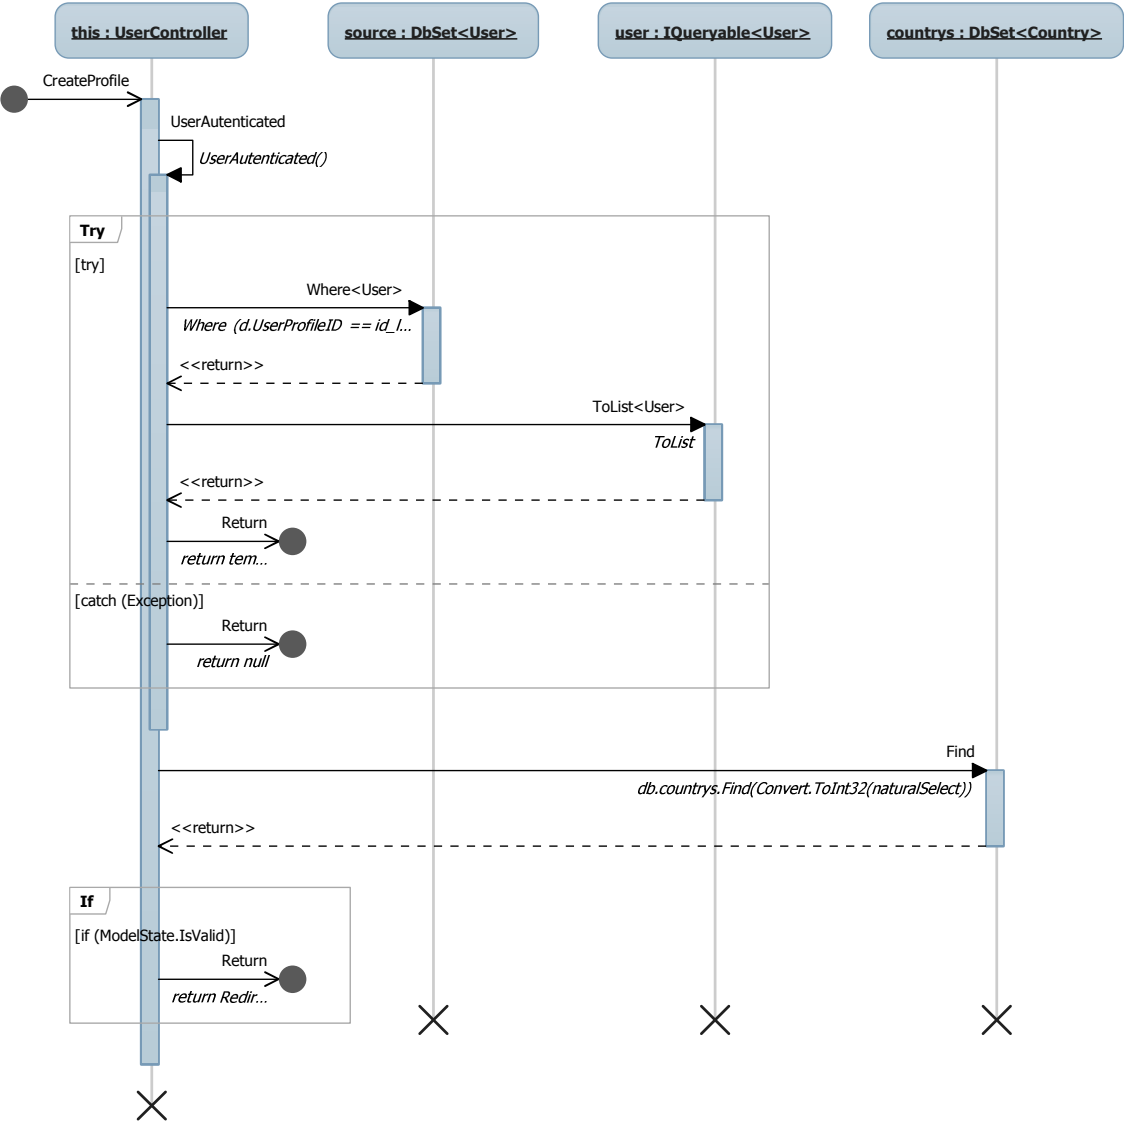 this : UserController
source : DbSet<User>
user : IQueryable<User>
countrys : DbSet<Country>
CreateProfile
UserAutenticated
UserAutenticated()
Try
[try]
Where<User>
Where (d.UserProfileID == id_l...
<<return>>
ToList<User>
ToList
<<return>>
Return
return tem...
[catch (Exception)]
Return
return null
Find
db.countrys.Find(Convert.ToInt32(naturalSelect))
<<return>>
If
[if (ModelState.IsValid)]
Return
return Redir...